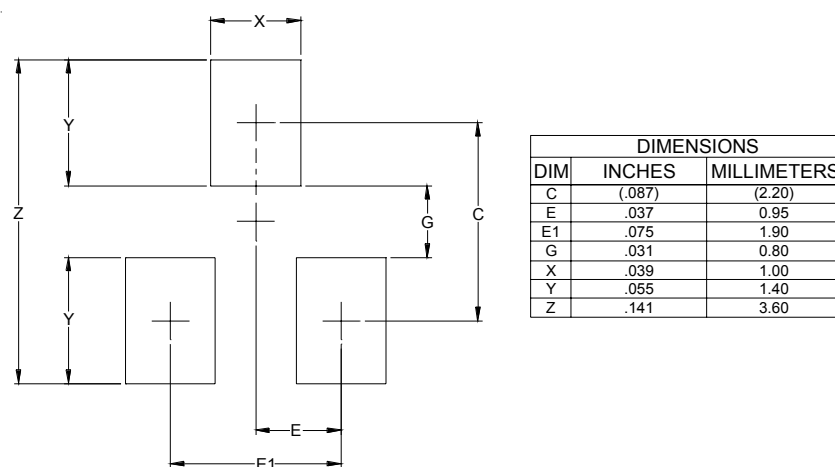 X
Y
Z
G
C
Y
E
E1
DIMENSIONS
DIM INCHES MILLIMETERS
C (.087) (2.20)
E .037 0.95
E1 .075 1.90
G .031 0.80
X .039 1.00
Y .055 1.40
Z .141 3.60